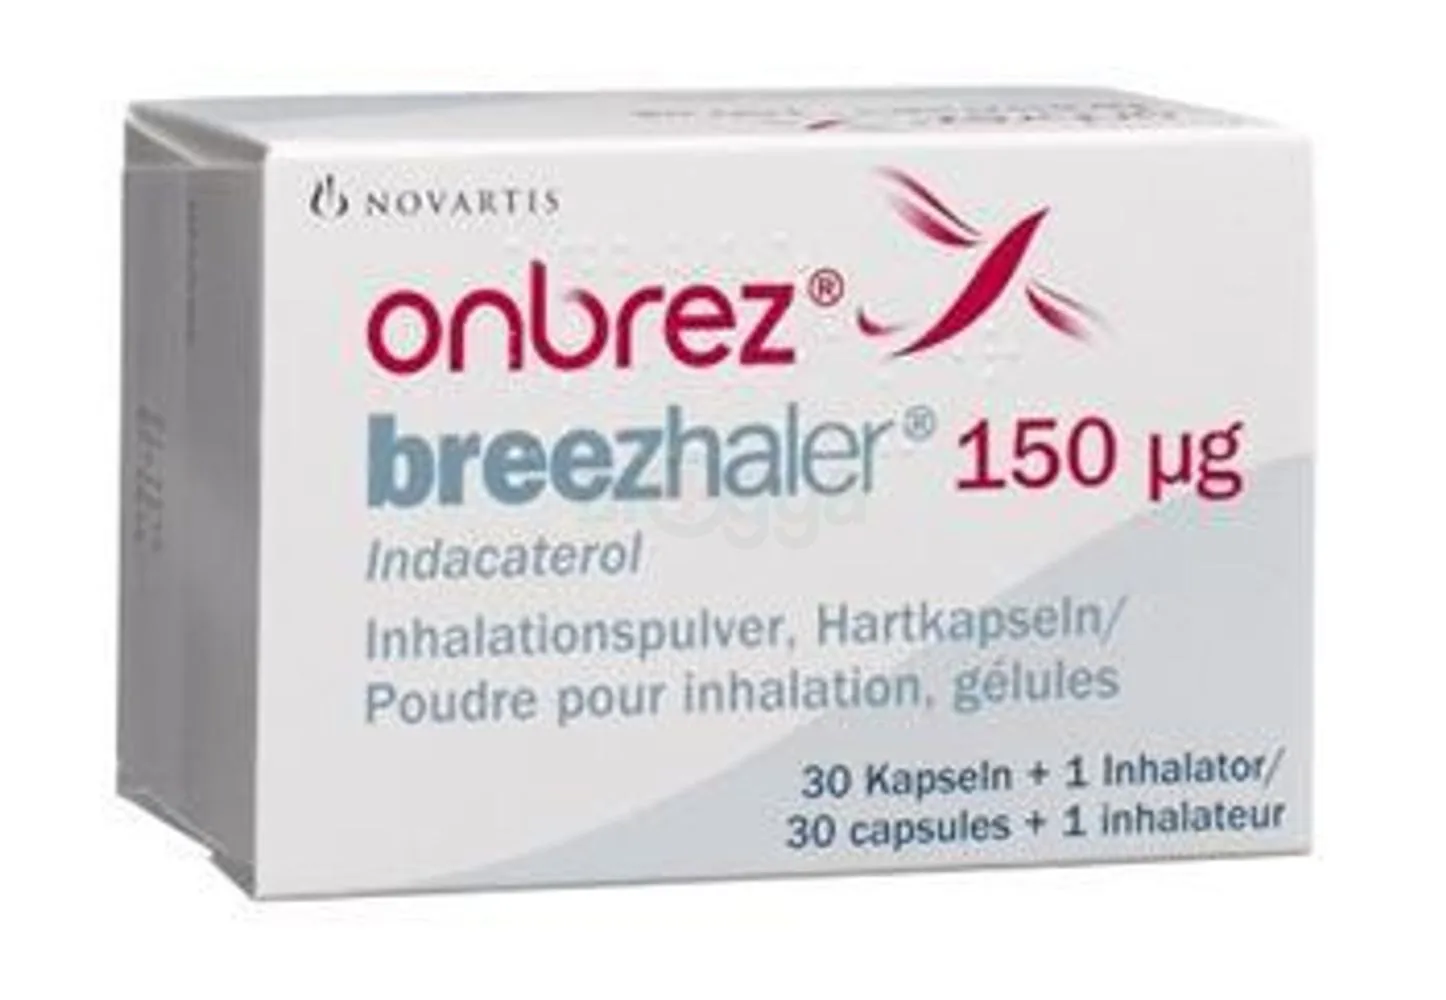 NOVARTIS
onbrez®
breezhaler® 150 µg
Indacaterol
Inhalationspulver, Hartkapseln/
Poudre pour inhalation, gélules
30 Kapseln + 1 Inhalator/
30 capsules + 1 inhalateur